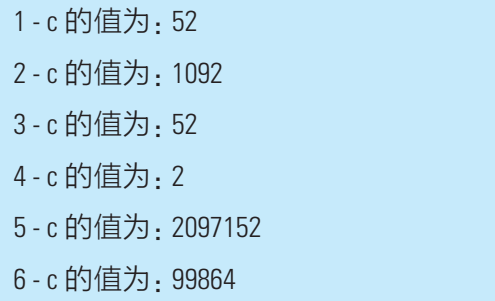 1 - c 的值为：52
2 - c 的值为：1092
3 - c 的值为：52
4 - c 的值为：2
5 - c 的值为：2097152
6 - c 的值为：99864